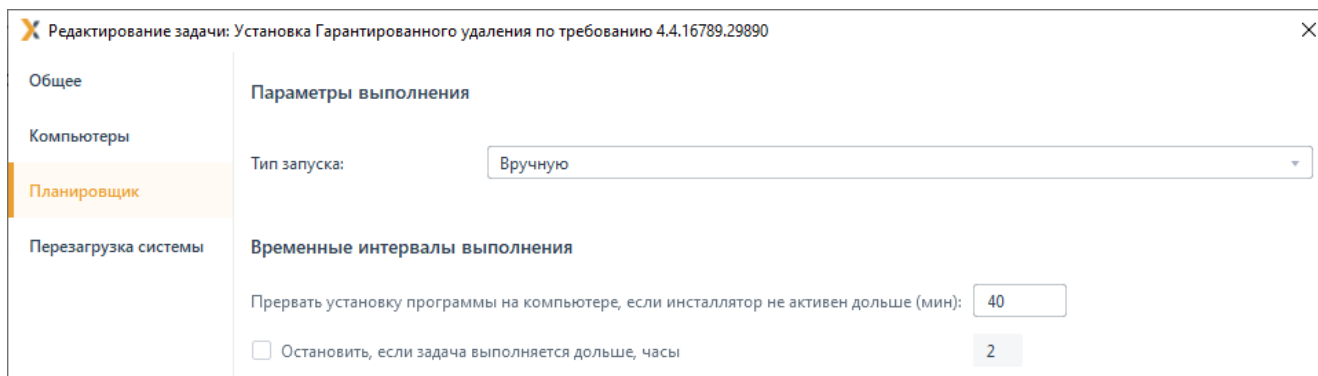 Редактирование задачи: Установка Гарантированного удаления по требованию 4.4.16789.29890
Общее
Параметры выполнения
Компьютеры
Тип запуска: Вручную
Планировщик
Перезагрузка системы
Временные интервалы выполнения
Прервать установку программы на компьютере, если инсталлятор не активен дольше (мин): 40
Остановить, если задача выполняется дольше, часы 2